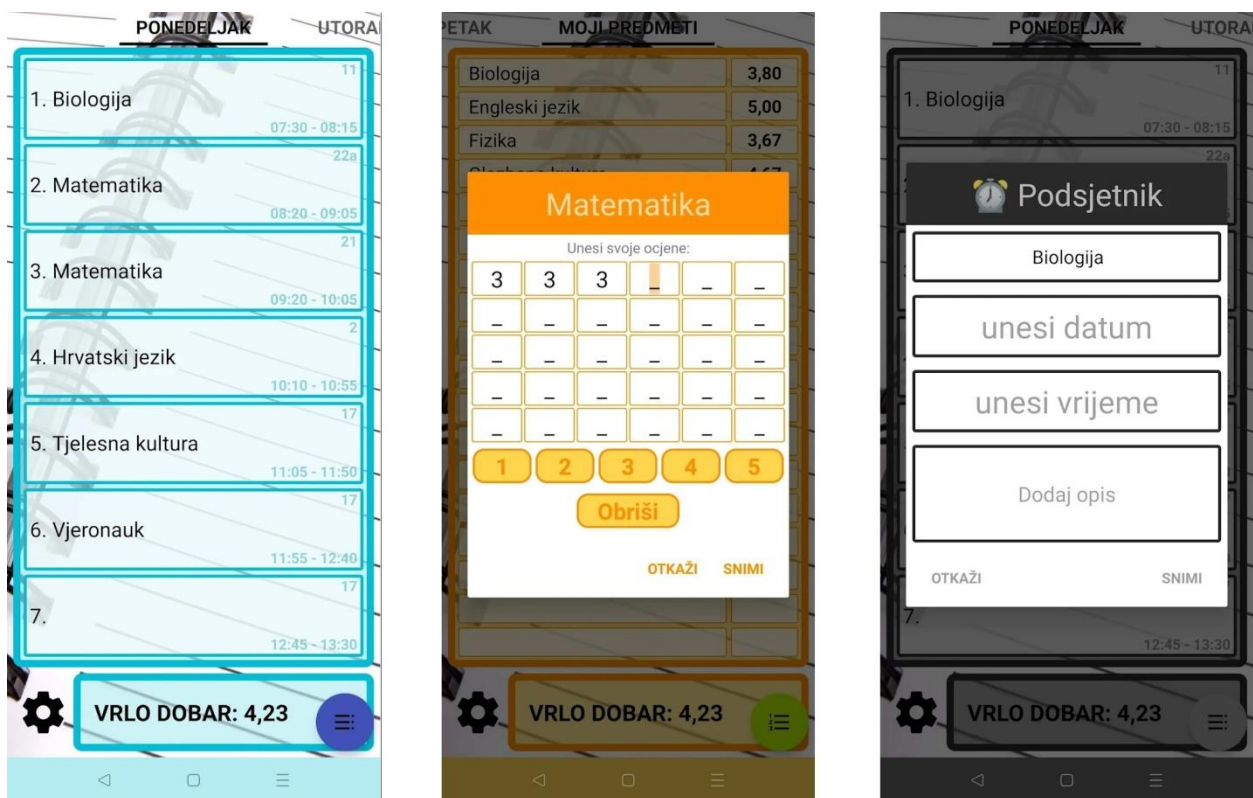 PONEDELJAK UTORA
11
1. Biologija
07:30 - 08:15
22a
2. Matematika
08:20 - 09:05
21
3. Matematika
09:20 - 10:05
2
4. Hrvatski jezik
10:10 - 10:55
17
5. Tjelesna kultura
11:05 - 11:50
17
6. Vjeronauk
11:55 - 12:40
17
7.
12:45 - 13:30
VRLO DOBAR: 4,23
PETAK MOJI PREDMETI
Biologija 3,80
Engleski jezik 5,00
Fizika 3,67
Glazbena kultura 4,67
Matematika
Unesi svoje ocjene:
3 3 3 _ _ _
_ _ _ _ _ _
_ _ _ _ _ _
_ _ _ _ _ _
_ _ _ _ _ _
1 2 3 4 5
Obriši
OTKAŽI SNIMI
VRLO DOBAR: 4,23
PONEDELJAK UTORA
11
1. Biologija
07:30 - 08:15
22a
Podsjetnik
Biologija
unesi datum
unesi vrijeme
Dodaj opis
OTKAŽI SNIMI
7.
12:45 - 13:30
VRLO DOBAR: 4,23